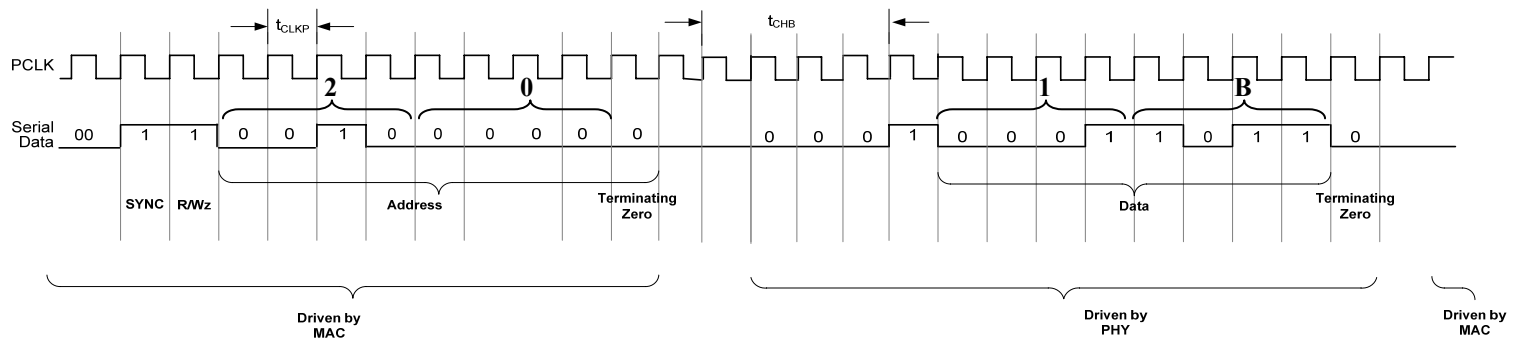 tCLKP tCHB
PCLK
2 0 1 B
Serial Data 00 1 1 0 0 1 0 0 0 0 0 0 0 0 0 1 0 0 0 1 1 0 1 1 0
SYNC R/Wz Address Terminating Zero Data Terminating Zero
Driven by MAC Driven by PHY Driven by MAC